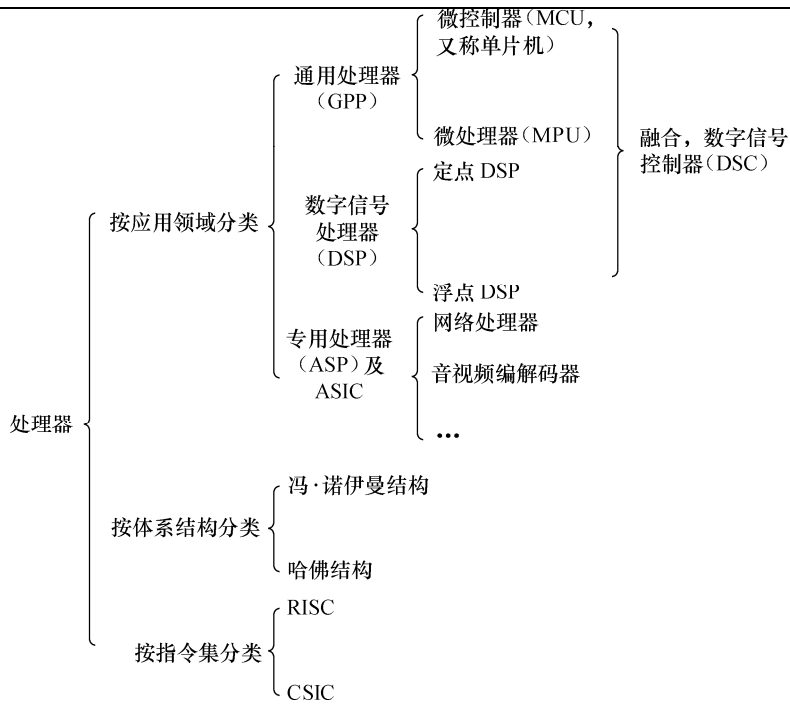 微控制器(MCU,
又称单片机)
通用处理器
(GPP)
微处理器(MPU)
融合，数字信号
控制器(DSC)
定点 DSP
数字信号
处理器
(DSP)
按应用领域分类
浮点 DSP
网络处理器
专用处理器
(ASP)及
ASIC
音视频编解码器
...
处理器
冯·诺伊曼结构
按体系结构分类
哈佛结构
RISC
按指令集分类
CSIC